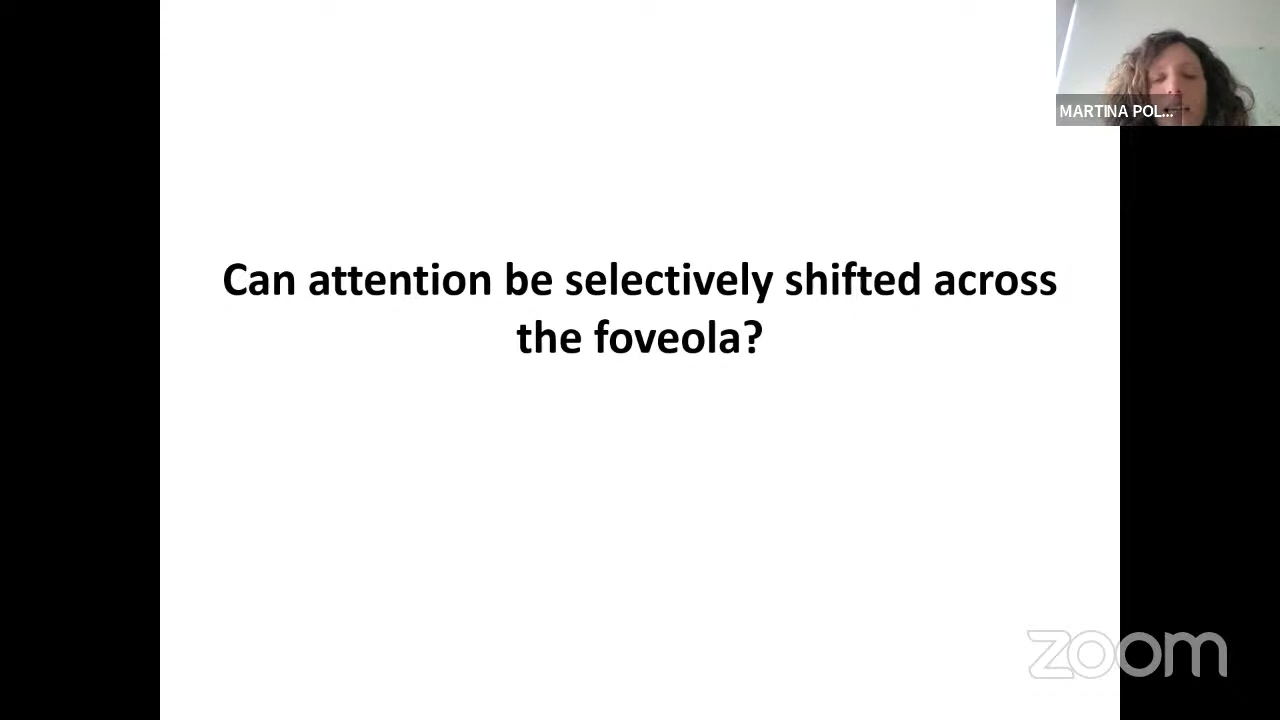 MARTINA POL...
Can attention be selectively shifted across
the foveola?
zoom